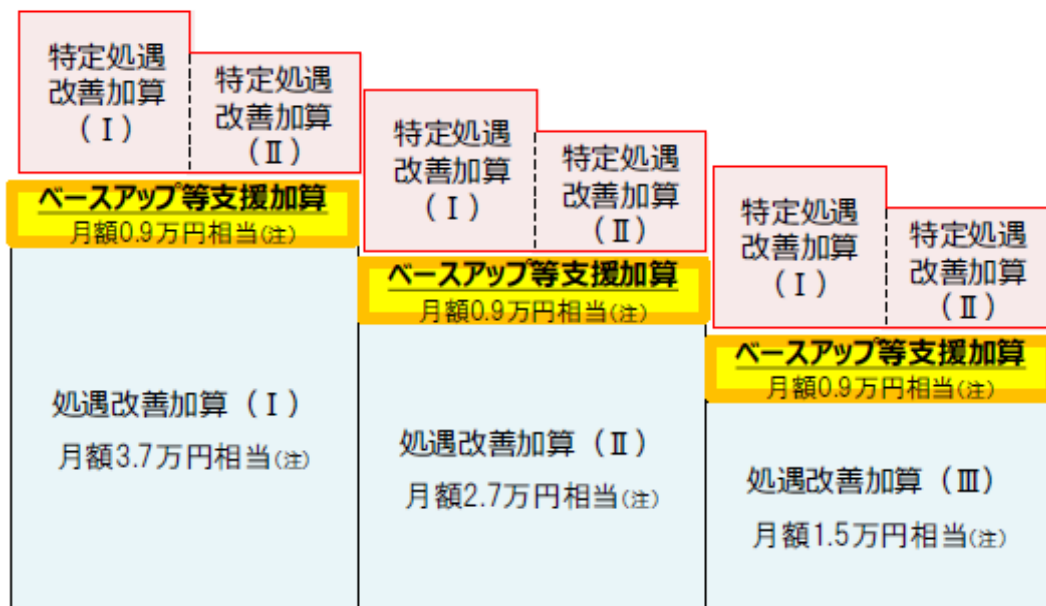 特定処遇
改善加算
(Ⅰ)
特定処遇
改善加算
(Ⅱ)
ベースアップ等支援加算
月額0.9万円相当(注)
処遇改善加算(Ⅰ)
月額3.7万円相当(注)
特定処遇
改善加算
(Ⅰ)
特定処遇
改善加算
(Ⅱ)
ベースアップ等支援加算
月額0.9万円相当(注)
処遇改善加算(Ⅱ)
月額2.7万円相当(注)
特定処遇
改善加算
(Ⅰ)
特定処遇
改善加算
(Ⅱ)
ベースアップ等支援加算
月額0.9万円相当(注)
処遇改善加算(Ⅲ)
月額1.5万円相当(注)